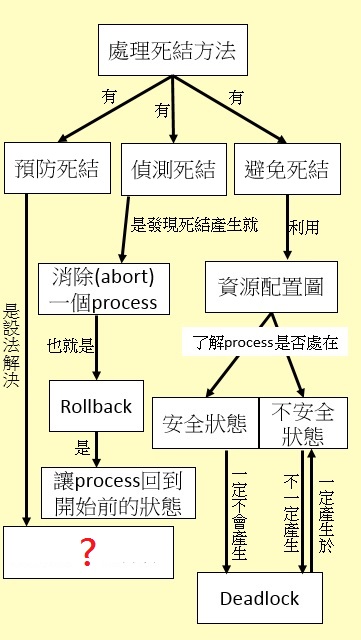 處理死結方法
有
有
有
預防死結
偵測死結
避免死結
是發現死結產生就
利用
消除(abort)
一個process
資源配置圖
是設法解決
也就是
了解process是否處在
Rollback
安全狀態
不安全
狀態
是
讓process回到
開始前的狀態
一定不會產生
不一定產生
一定產生於
?
Deadlock